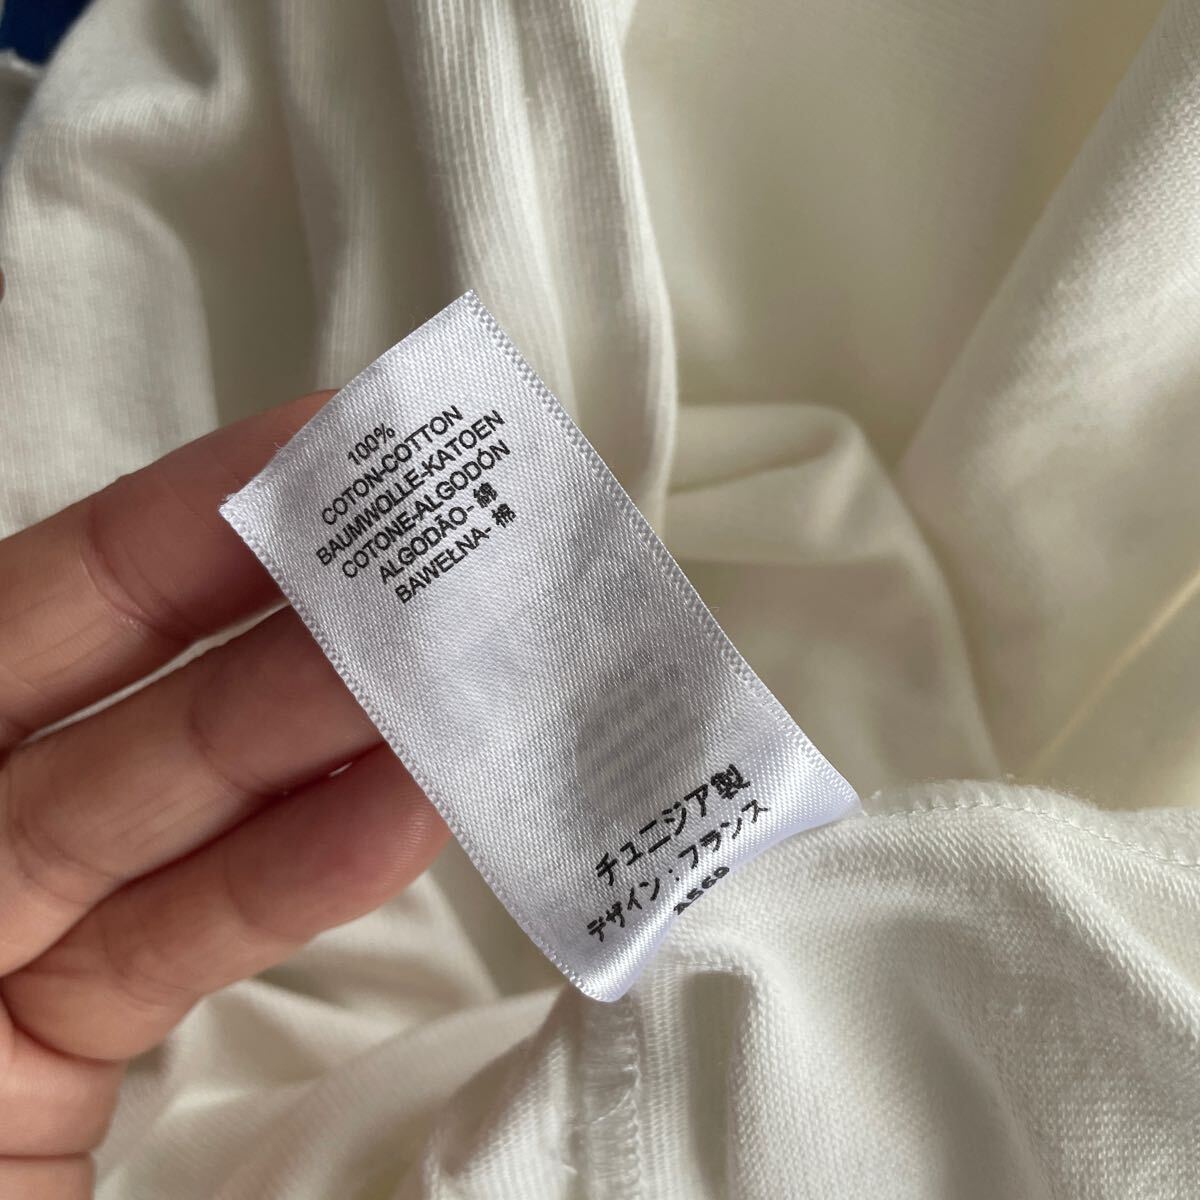 100%
COTON-COTTON
BAUMWOLLE-KATOEN
COTONE-ALGODÓN
ALGODÃO- 綿
BAWEŁNA- 棉
チュニジア製
デザイン : フランス